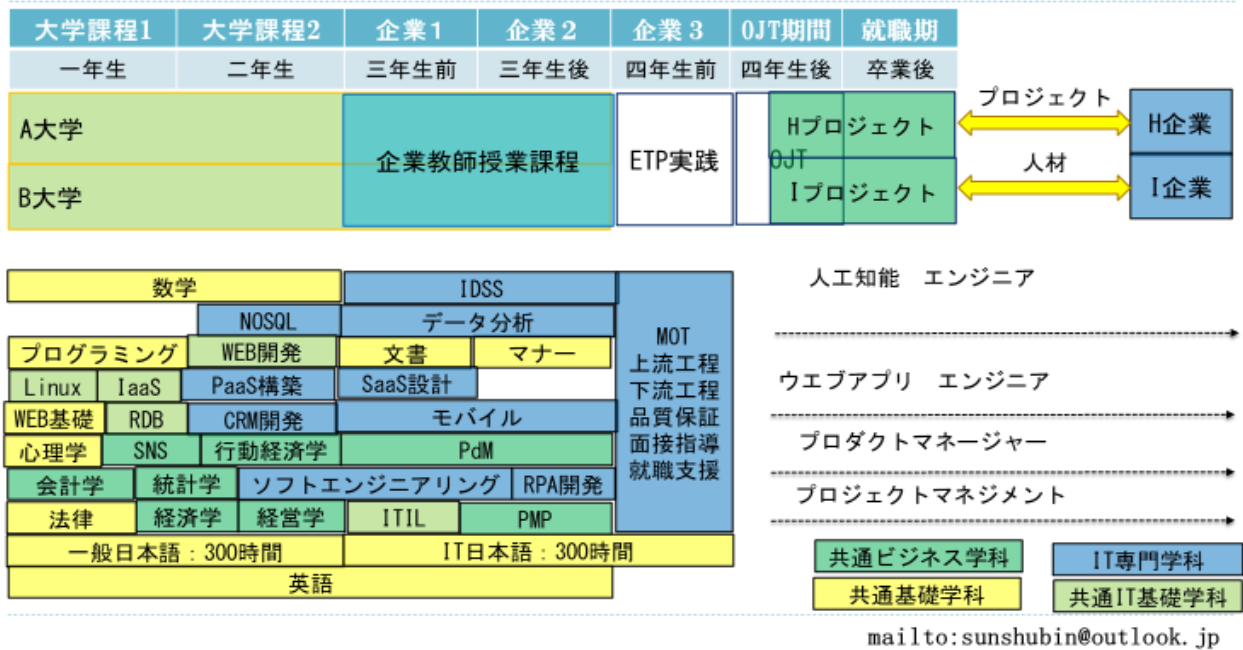 大学課程1 大学課程2 企業1 企業2 企業3 OJT期間 就職期
一年生 二年生 三年生前 三年生後 四年生前 四年生後 卒業後
A大学
B大学
企業教師授業課程
ETP実践
OJT
Hプロジェクト
Iプロジェクト
プロジェクト
人材
H企業
I企業
数学 IDSS
NOSQL データ分析
プログラミング WEB開発 文書 マナー
Linux IaaS PaaS構築 SaaS設計
WEB基礎 RDB CRM開発 モバイル
心理学 SNS 行動経済学 PdM
会計学 統計学 ソフトエンジニアリング RPA開発
法律 経済学 経営学 ITIL PMP
一般日本語：300時間 IT日本語：300時間
英語
MOT
上流工程
下流工程
品質保証
面接指導
就職支援
人工知能 エンジニア
ウエブアプリ エンジニア
プロダクトマネージャー
プロジェクトマネジメント
共通ビジネス学科 IT専門学科
共通基礎学科 共通IT基礎学科
mailto:sunshubin@outlook.jp